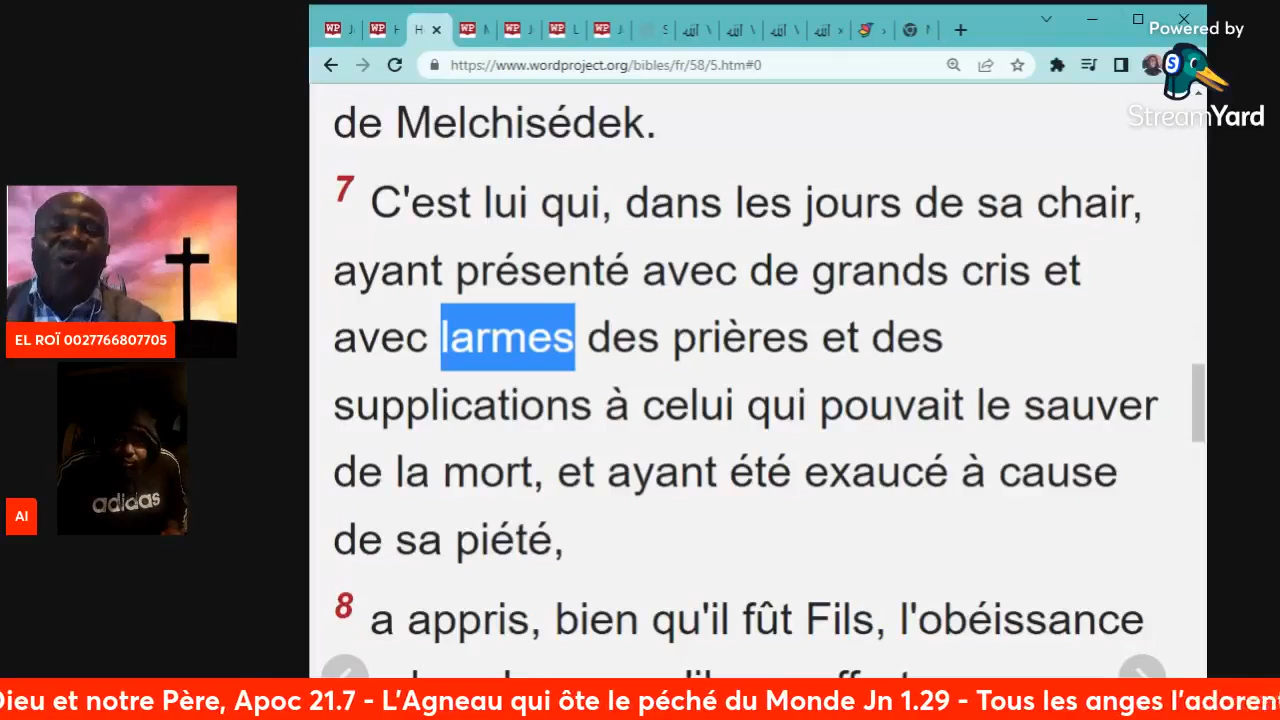 Powered by
StreamYard
https://www.wordproject.org/bibles/fr/58/5.htm#0
de Melchisédek.
7 C'est lui qui, dans les jours de sa chair,
ayant présenté avec de grands cris et
avec larmes des prières et des
supplications à celui qui pouvait le sauver
de la mort, et ayant été exaucé à cause
de sa piété,
8 a appris, bien qu'il fût Fils, l'obéissance
EL ROÏ 0027766807705
adidas
AI
Dieu et notre Père, Apoc 21.7 - L'Agneau qui ôte le péché du Monde Jn 1.29 - Tous les anges l'adorent